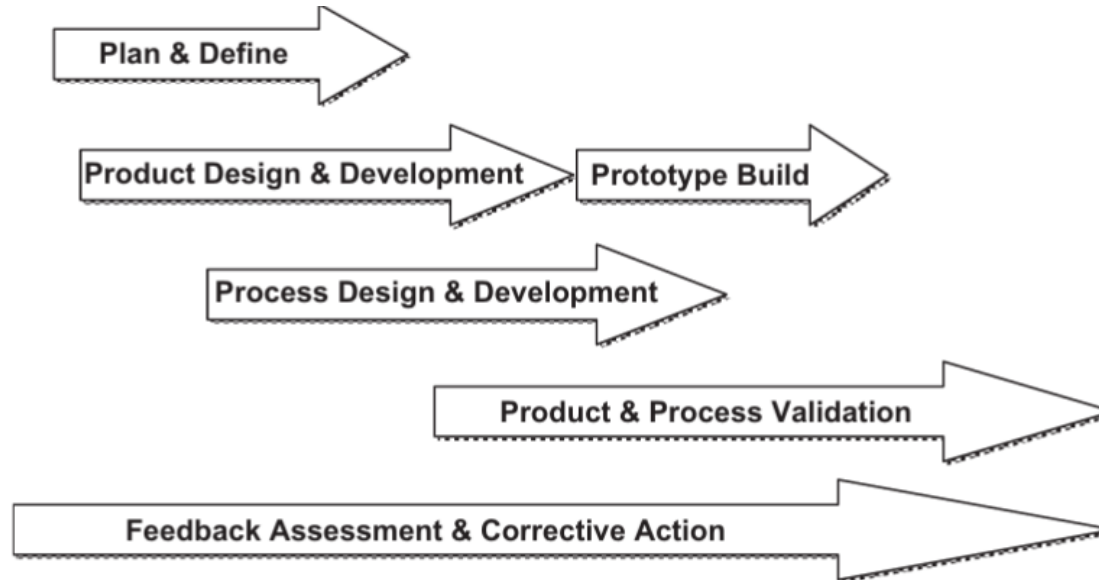 Plan & Define
Product Design & Development
Prototype Build
Process Design & Development
Product & Process Validation
Feedback Assessment & Corrective Action